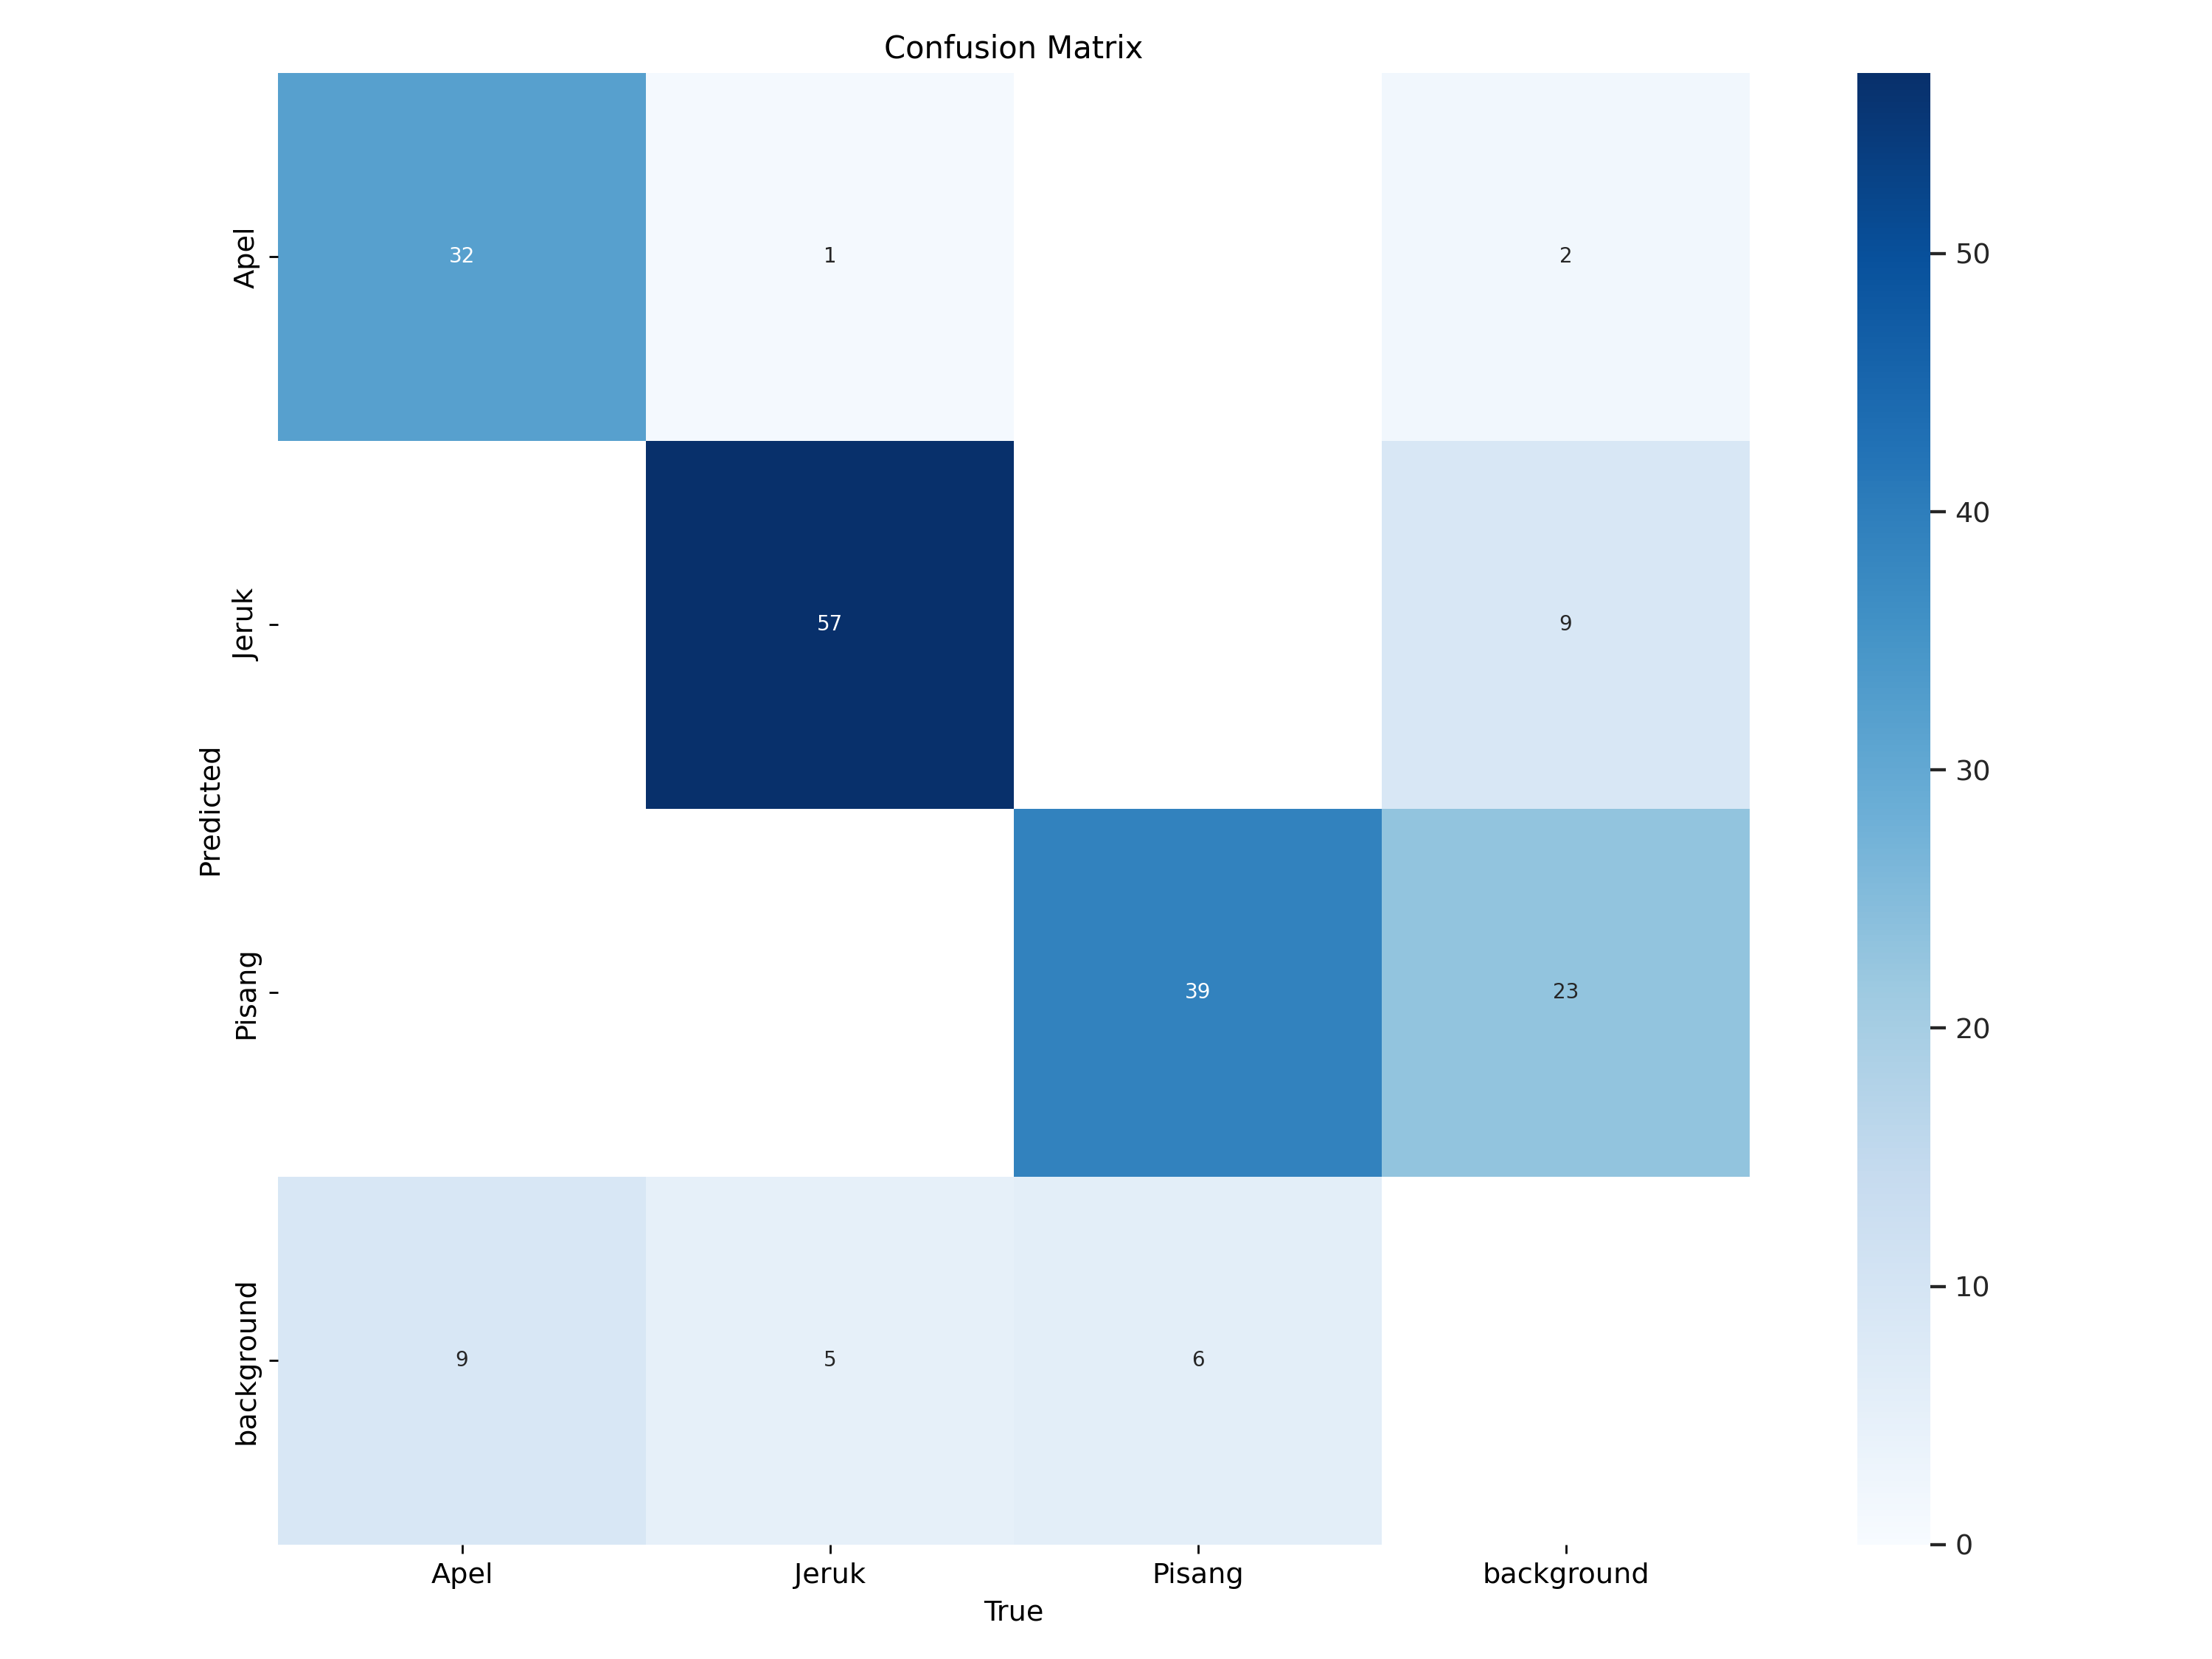 Confusion Matrix
Apel
32
1
2
Jeruk
57
9
Pisang
39
23
background
9
5
6
Predicted
Apel
Jeruk
Pisang
background
True
50
40
30
20
10
0